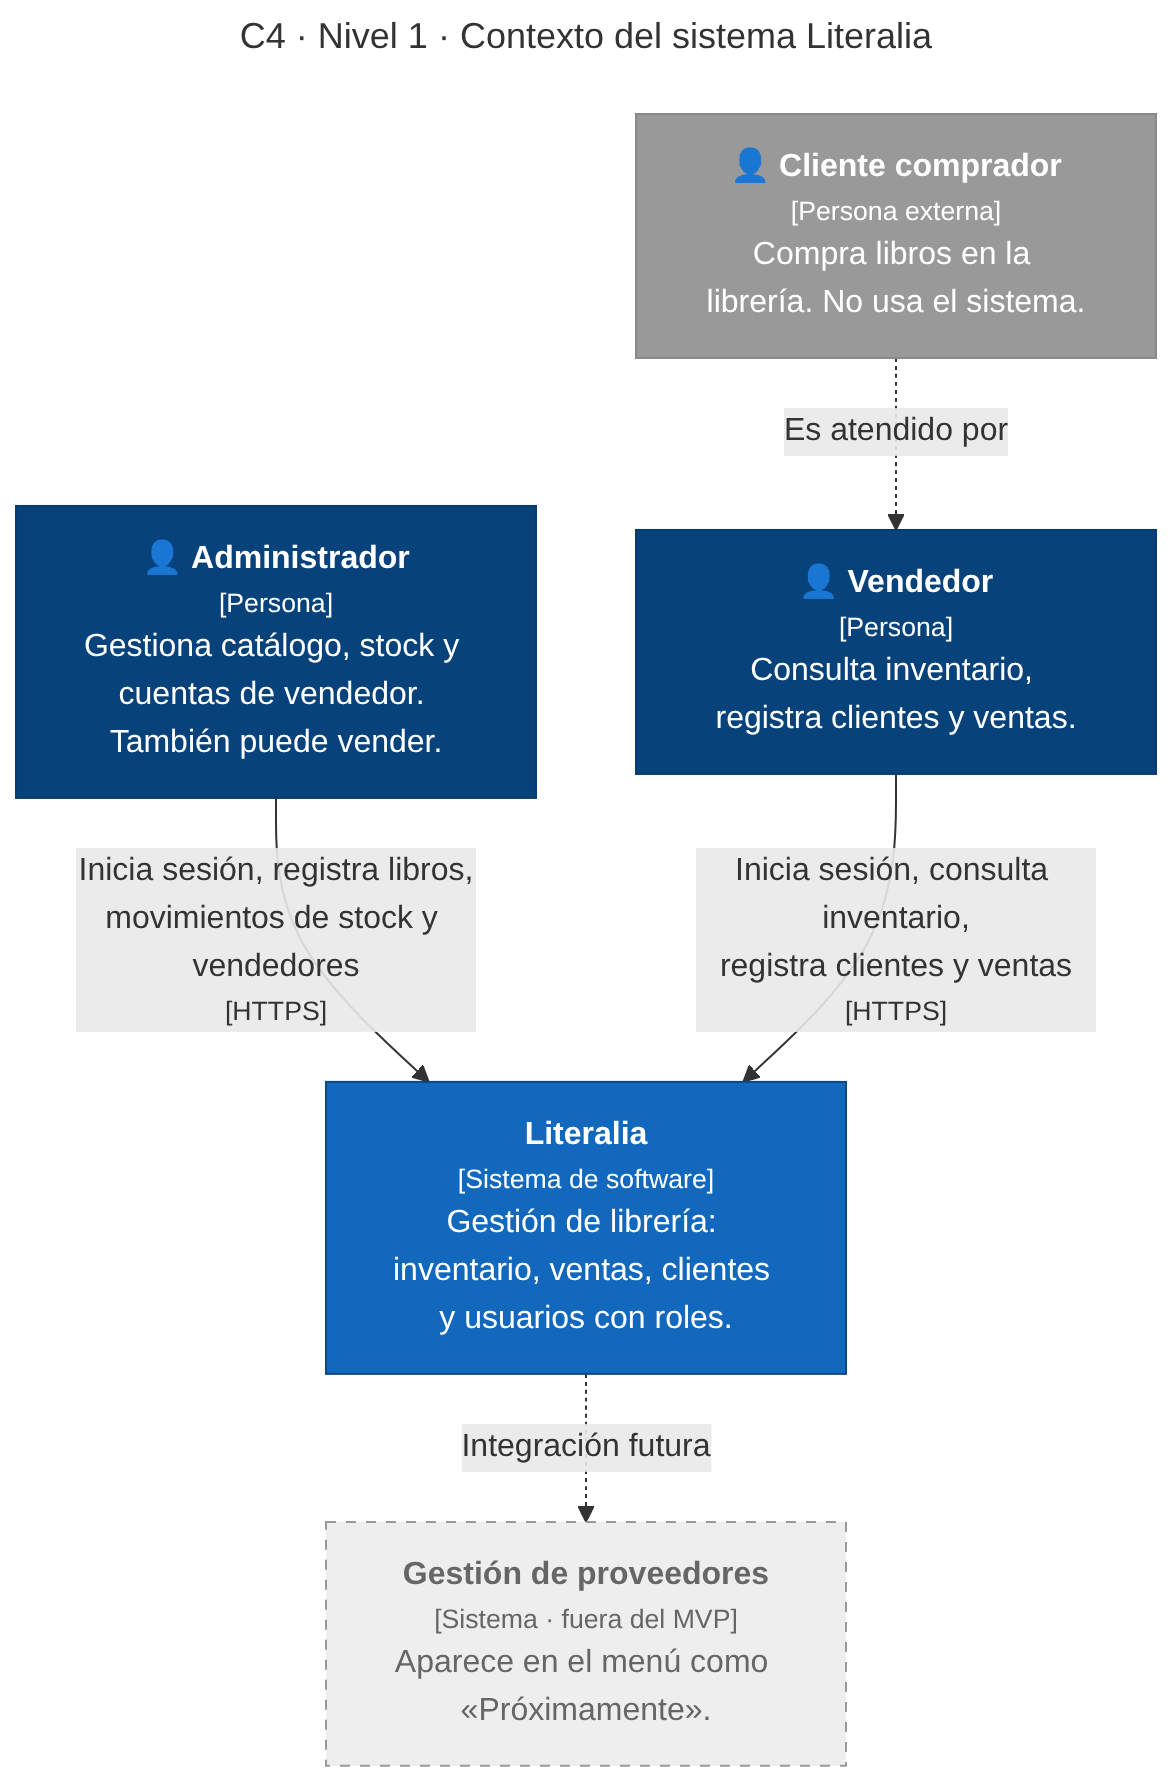 C4 · Nivel 1 · Contexto del sistema Literalia
Cliente comprador
[Persona externa]
Compra libros en la
librería. No usa el sistema.
Es atendido por
Administrador
[Persona]
Gestiona catálogo, stock y
cuentas de vendedor.
También puede vender.
Vendedor
[Persona]
Consulta inventario,
registra clientes y ventas.
Inicia sesión, registra libros,
movimientos de stock y
vendedores
[HTTPS]
Inicia sesión, consulta
inventario,
registra clientes y ventas
[HTTPS]
Literalia
[Sistema de software]
Gestión de librería:
inventario, ventas, clientes
y usuarios con roles.
Integración futura
Gestión de proveedores
[Sistema · fuera del MVP]
Aparece en el menú como
«Próximamente».